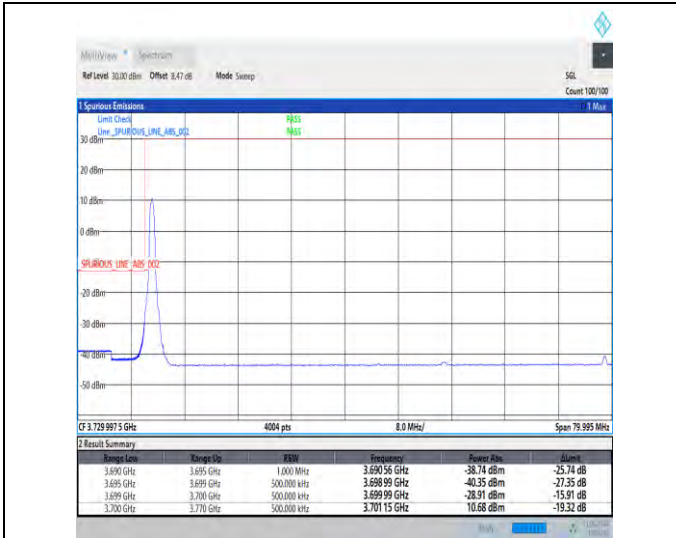 MultiView Spectrum
Ref Level 30.00 dBm Offset 8.47 dB Mode Sweep SGL
Count 100/100
1 Spurious Emissions 1 Max
Limit Check PASS
Line _SPURIOUS_LINE_ABS_002 PASS
30 dBm
20 dBm
10 dBm
0 dBm
_SPURIOUS_LINE_ABS_002
-20 dBm
-30 dBm
-40 dBm
-50 dBm
CF 3.729 997 5 GHz 4004 pts 8.0 MHz/ Span 79.995 MHz
2 Result Summary
Range Low Range Up RBW Frequency Power Abs ΔLimit
3.690 GHz 3.695 GHz 1.000 MHz 3.690 56 GHz -38.74 dBm -25.74 dB
3.695 GHz 3.699 GHz 500.000 kHz 3.698 99 GHz -40.35 dBm -27.35 dB
3.699 GHz 3.700 GHz 500.000 kHz 3.699 99 GHz -28.91 dBm -15.91 dB
3.700 GHz 3.770 GHz 500.000 kHz 3.701 15 GHz 10.68 dBm -19.32 dB